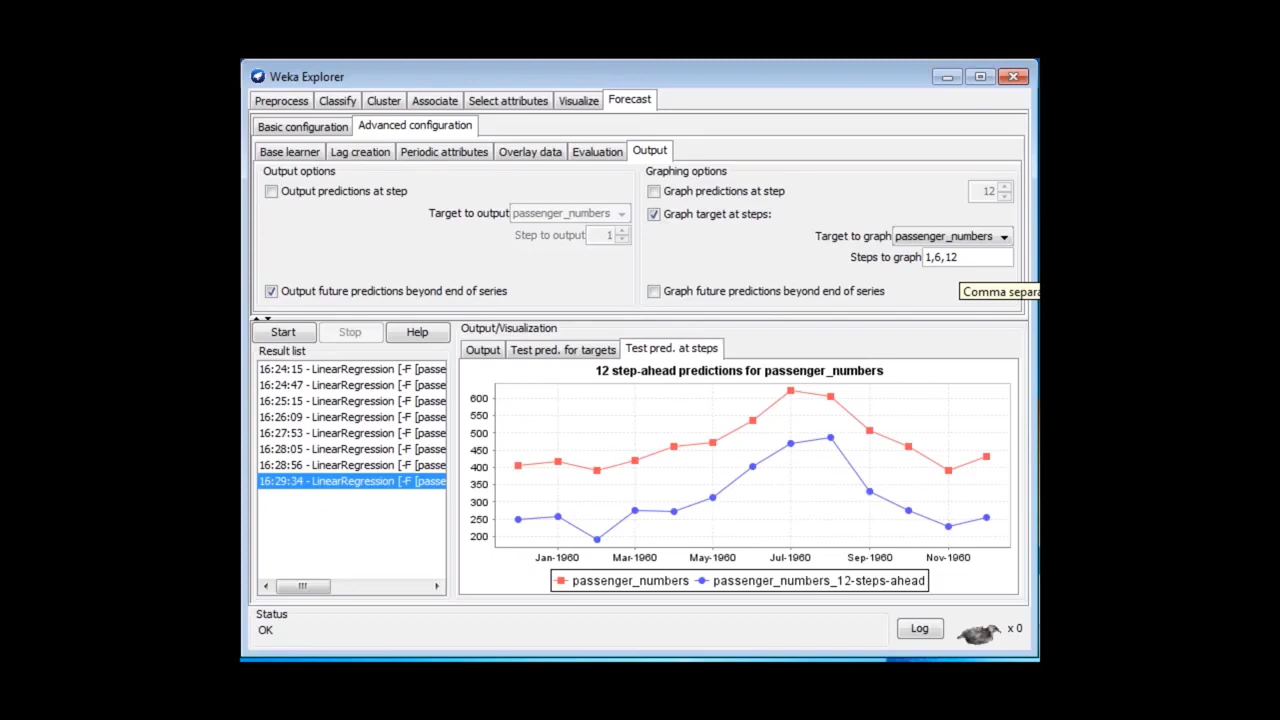 Weka Explorer
Preprocess Classify Cluster Associate Select attributes Visualize Forecast
Basic configuration Advanced configuration
Base learner Lag creation Periodic attributes Overlay data Evaluation Output
Output options
Output predictions at step
Target to output passenger_numbers
Step to output 1
Output future predictions beyond end of series
Graphing options
Graph predictions at step 12
Graph target at steps:
Target to graph passenger_numbers
Steps to graph 1,6,12
Graph future predictions beyond end of series
Comma separa
Start Stop Help
Result list
16:24:15 - LinearRegression [-F [passe
16:24:47 - LinearRegression [-F [passe
16:25:15 - LinearRegression [-F [passe
16:26:09 - LinearRegression [-F [passe
16:27:53 - LinearRegression [-F [passe
16:28:05 - LinearRegression [-F [passe
16:28:56 - LinearRegression [-F [passe
16:29:34 - LinearRegression [-F [passe
Output/Visualization
Output Test pred. for targets Test pred. at steps
12 step-ahead predictions for passenger_numbers
600
550
500
450
400
350
300
250
200
Jan-1960 Mar-1960 May-1960 Jul-1960 Sep-1960 Nov-1960
passenger_numbers passenger_numbers_12-steps-ahead
Status
OK
Log x 0